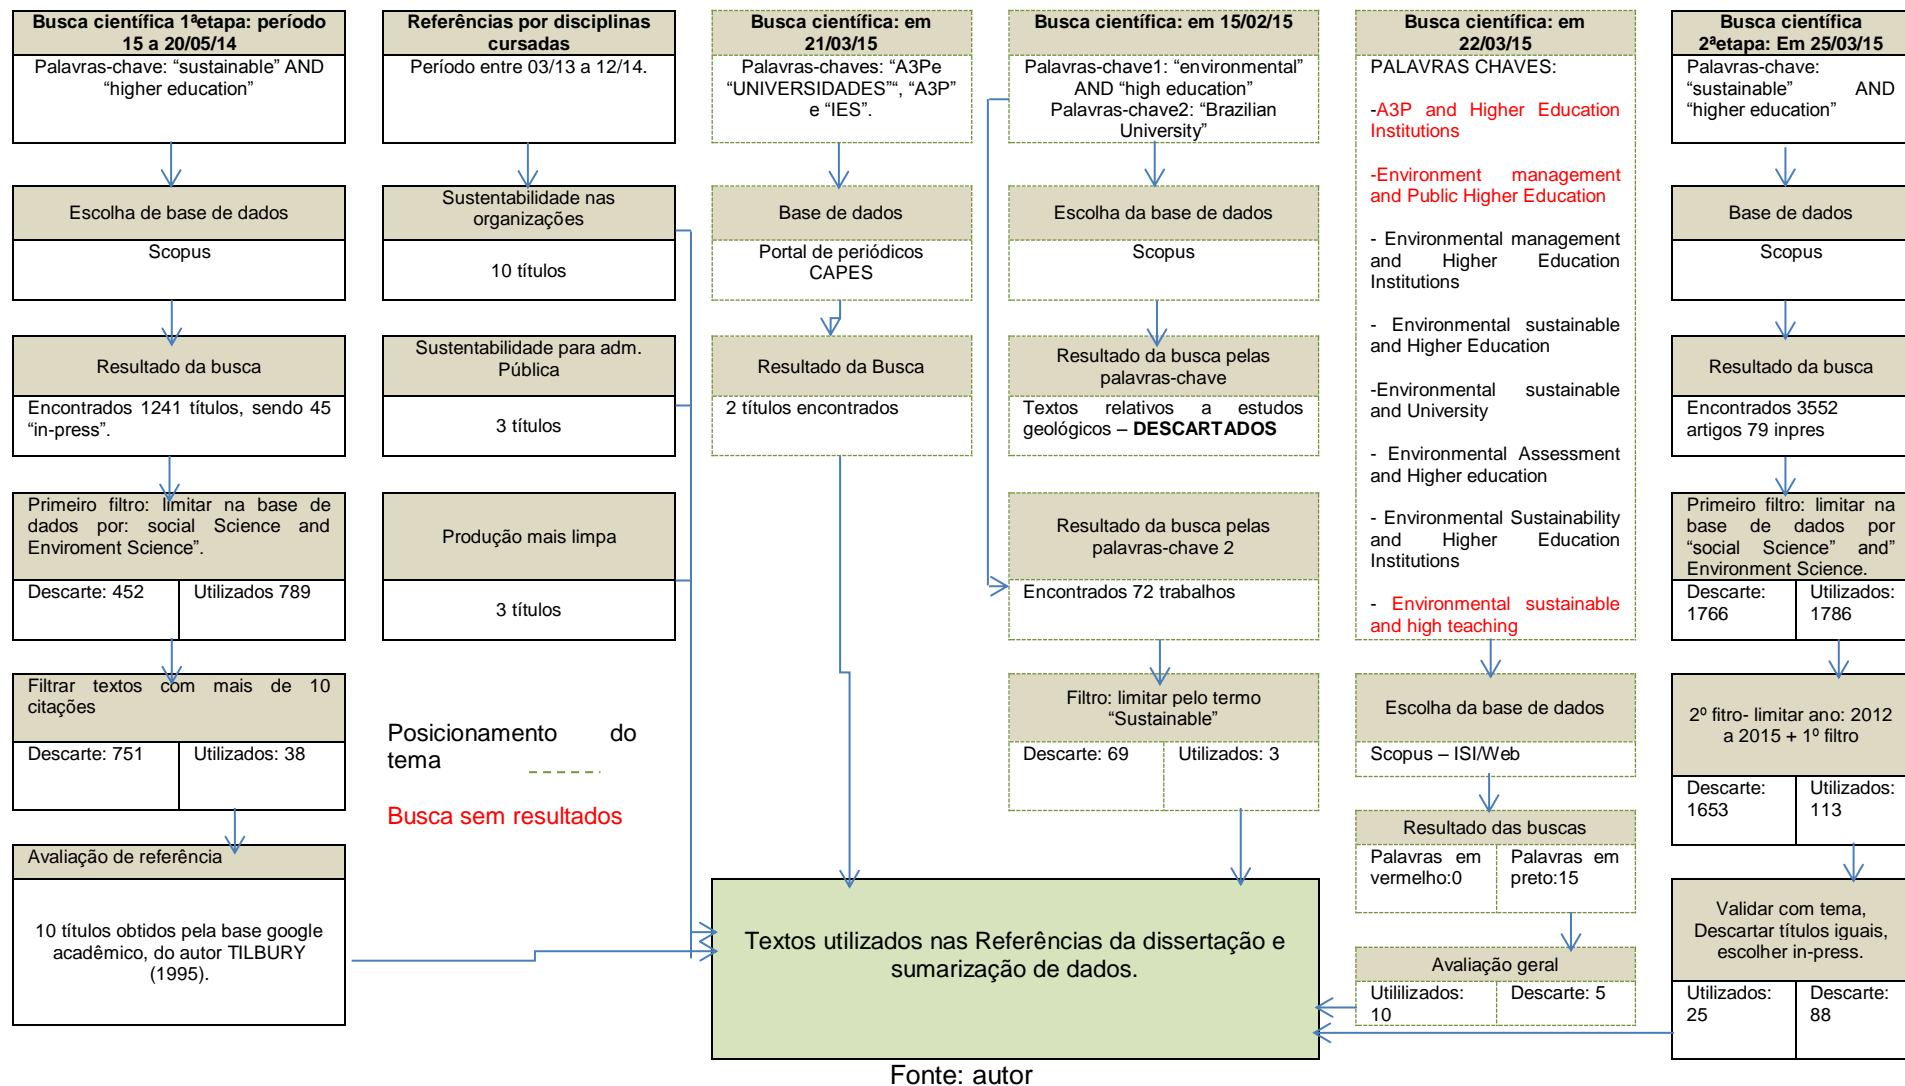 Busca científica 1ªetapa: período
15 a 20/05/14
Palavras-chave: “sustainable” AND
“higher education”
Escolha de base de dados
Scopus
Resultado da busca
Encontrados 1241 títulos, sendo 45
“in-press”.
Primeiro filtro: limitar na base de
dados por: social Science and
Enviroment Science”.
Descarte: 452
Utilizados 789
Filtrar textos com mais de 10
citações
Descarte: 751
Utilizados: 38
Avaliação de referência
10 títulos obtidos pela base google
acadêmico, do autor TILBURY
(1995).
Referências por disciplinas
cursadas
Período entre 03/13 a 12/14.
Sustentabilidade nas
organizações
10 títulos
Sustentabilidade para adm.
Pública
3 títulos
Produção mais limpa
3 títulos
Posicionamento do
tema
Busca sem resultados
Busca científica: em
21/03/15
Palavras-chaves: “A3Pe
“UNIVERSIDADES”“, “A3P”
e “IES”.
Base de dados
Portal de periódicos
CAPES
Resultado da Busca
2 títulos encontrados
Busca científica: em 15/02/15
Palavras-chave1: “environmental”
AND “high education”
Palavras-chave2: “Brazilian
University”
Escolha da base de dados
Scopus
Resultado da busca pelas
palavras-chave
Textos relativos a estudos
geológicos – DESCARTADOS
Resultado da busca pelas
palavras-chave 2
Encontrados 72 trabalhos
Filtro: limitar pelo termo
“Sustainable”
Descarte: 69
Utilizados: 3
Busca científica: em
22/03/15
PALAVRAS CHAVES:
-A3P and Higher Education
Institutions
-Environment management
and Public Higher Education
- Environmental management
and Higher Education
Institutions
- Environmental sustainable
and Higher Education
-Environmental sustainable
and University
- Environmental Assessment
and Higher education
- Environmental Sustainability
and Higher Education
Institutions
- Environmental sustainable
and high teaching
Escolha da base de dados
Scopus – ISI/Web
Resultado das buscas
Palavras em
vermelho:0
Palavras em
preto:15
Avaliação geral
Utililizados:
10
Descarte: 5
Busca científica
2ªetapa: Em 25/03/15
Palavras-chave:
“sustainable” AND
“higher education”
Base de dados
Scopus
Resultado da busca
Encontrados 3552
artigos 79 inpres
Primeiro filtro: limitar na
base de dados por
“social Science” and”
Environment Science.
Descarte:
1766
Utilizados:
1786
2º fitro- limitar ano: 2012
a 2015 + 1º filtro
Descarte:
1653
Utilizados:
113
Validar com tema,
Descartar títulos iguais,
escolher in-press.
Utilizados:
25
Descarte:
88
Textos utilizados nas Referências da dissertação e
sumarização de dados.
Fonte: autor